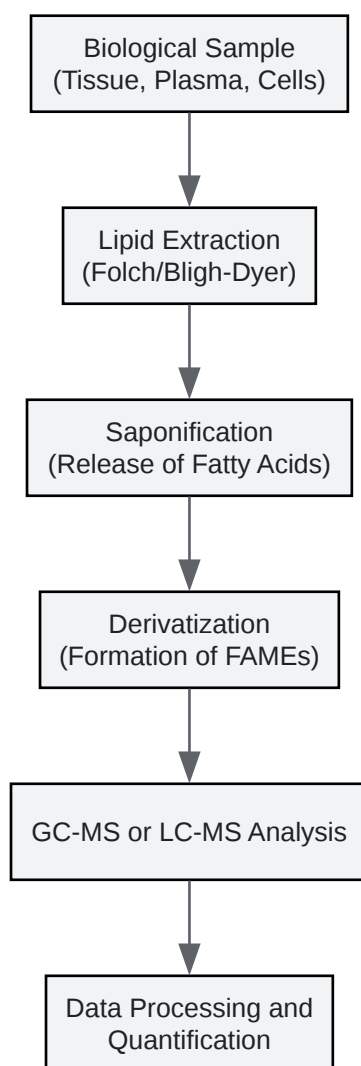 Biological Sample
(Tissue, Plasma, Cells)
Lipid Extraction
(Folch/Bligh-Dyer)
Saponification
(Release of Fatty Acids)
Derivatization
(Formation of FAMEs)
GC-MS or LC-MS Analysis
Data Processing and
Quantification